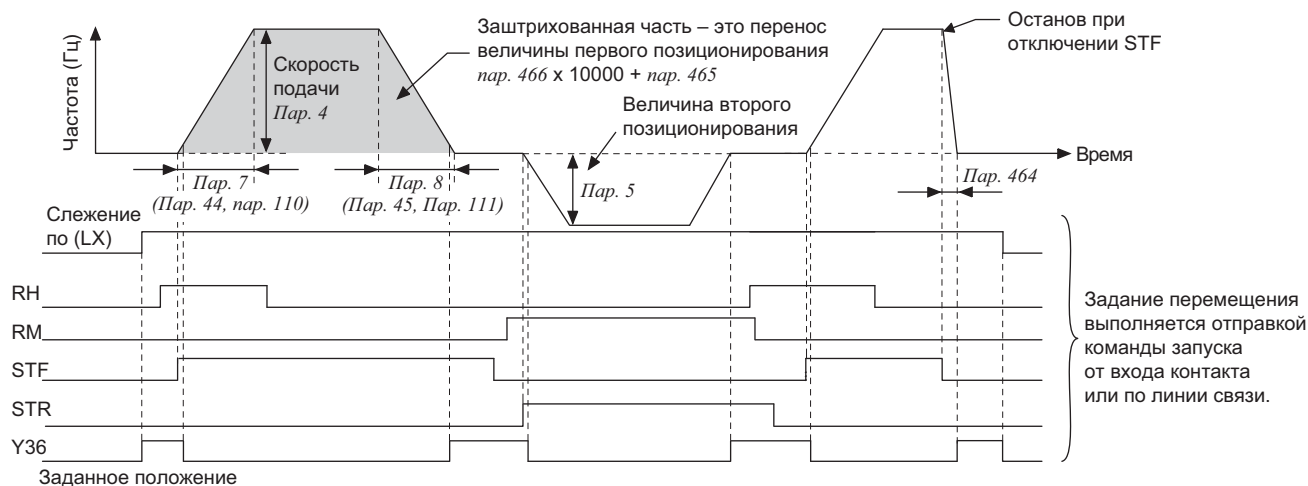 Частота (Гц)
Скорость
подачи
Пар. 4
Заштрихованная часть – это перенос
величины первого позиционирования
пар. 466 x 10000 + пар. 465
Величина второго
позиционирования
Останов при
отключении STF
Время
Пар. 7
(Пар. 44, пар. 110)
Пар. 8
(Пар. 45, Пар. 111)
Пар. 5
Пар. 464
Слежение
по (LX)
RH
RM
STF
STR
Y36
Заданное положение
Задание перемещения
выполняется отправкой
команды запуска
от входа контакта
или по линии связи.